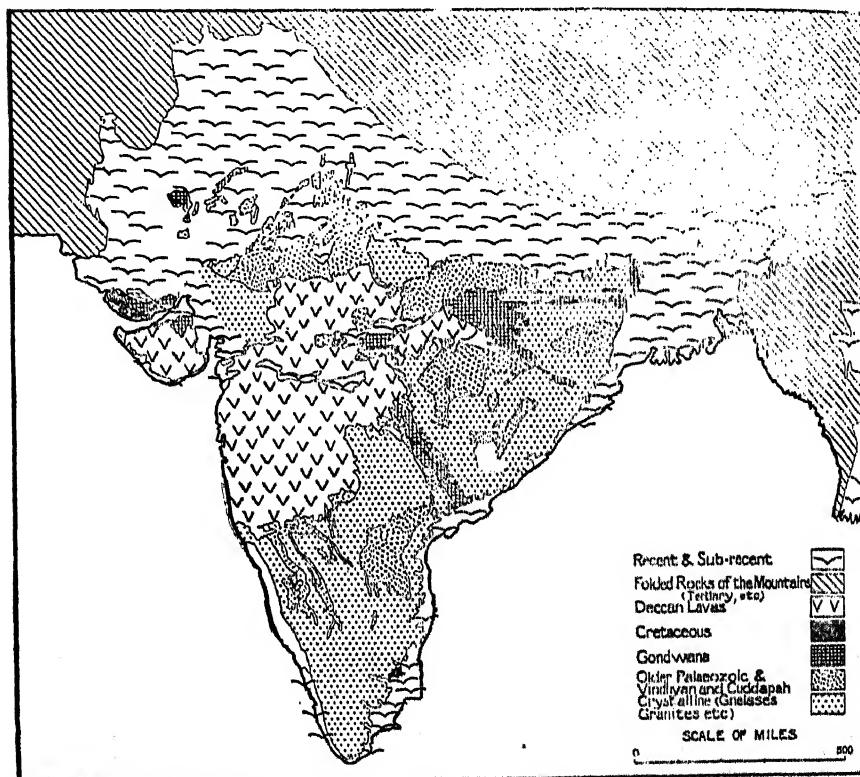 Recent & Sub-recent
Folded Rocks of the Mountains
(Tertiary, etc)
Deccan Lavas
Cretaceous
Gondwana
Older Palaeozoic &
Vindhyan and Cuddapah
Crystalline (Gneisses
Granites etc)
SCALE OF MILES
0 500